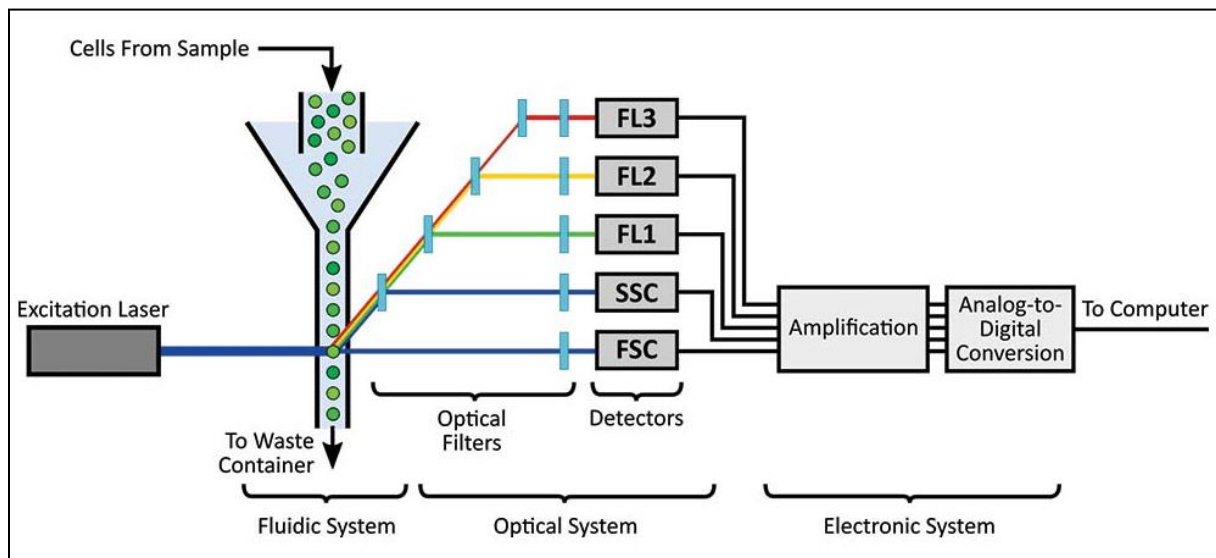 Cells From Sample
FL3
FL2
FL1
SSC
FSC
Excitation Laser
Amplification
Analog-to-
Digital
Conversion
To Computer
Optical
Filters
Detectors
To Waste
Container
Fluidic System
Optical System
Electronic System